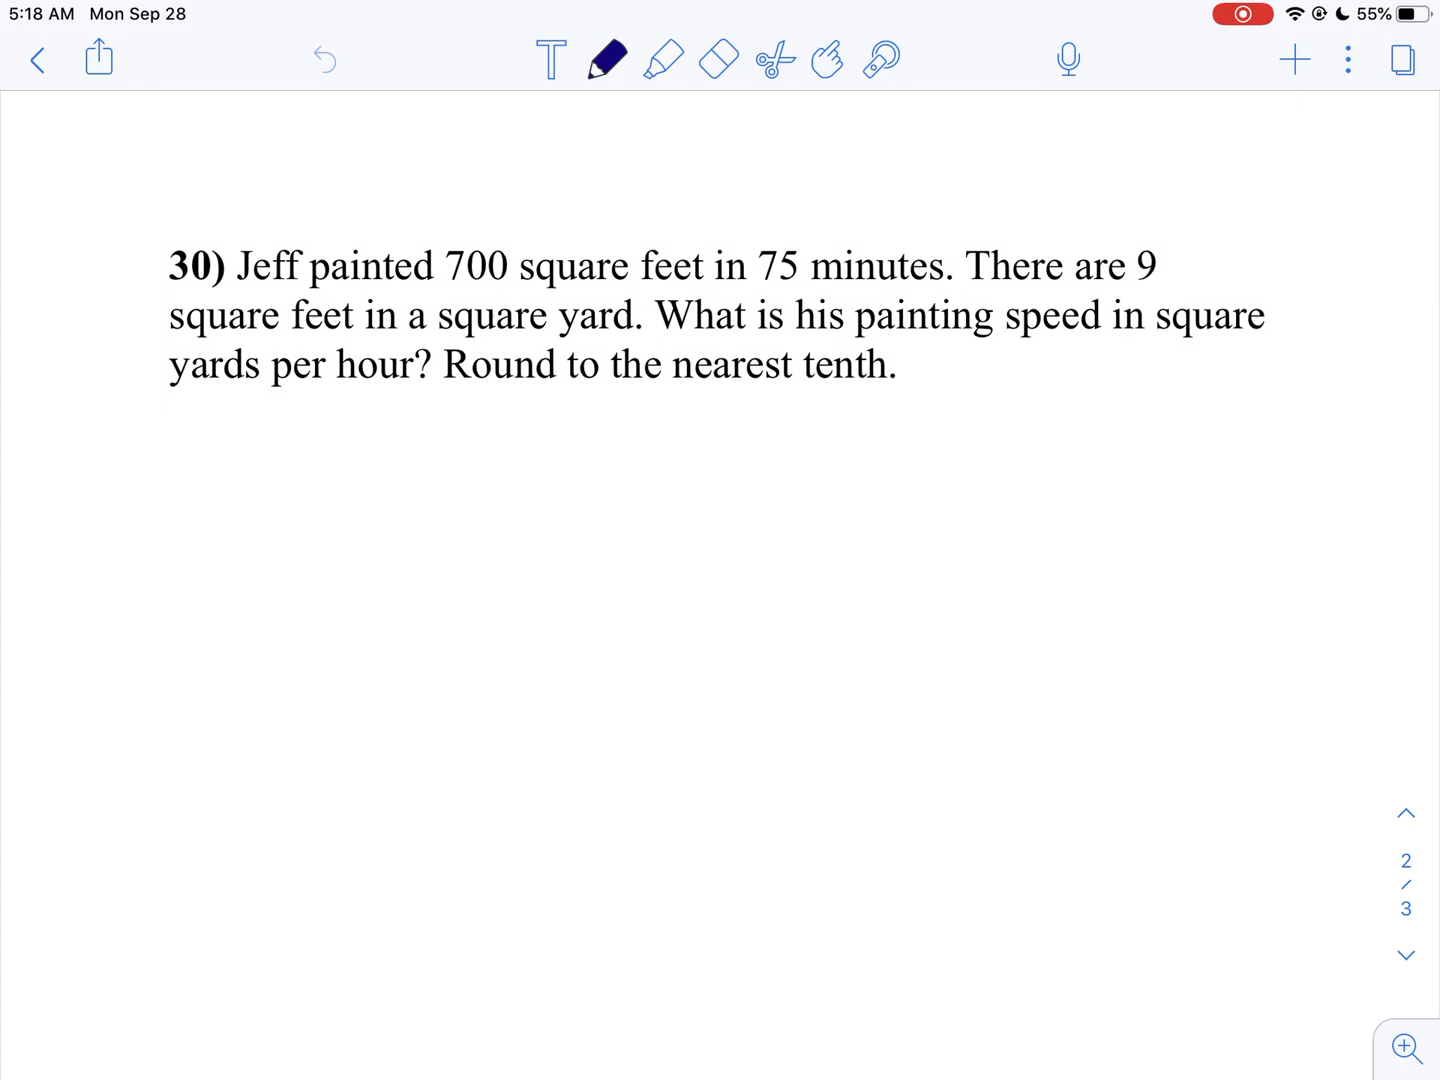 5:18 AM Mon Sep 28
55%
T
30) Jeff painted 700 square feet in 75 minutes. There are 9
square feet in a square yard. What is his painting speed in square
yards per hour? Round to the nearest tenth.
2
/
3